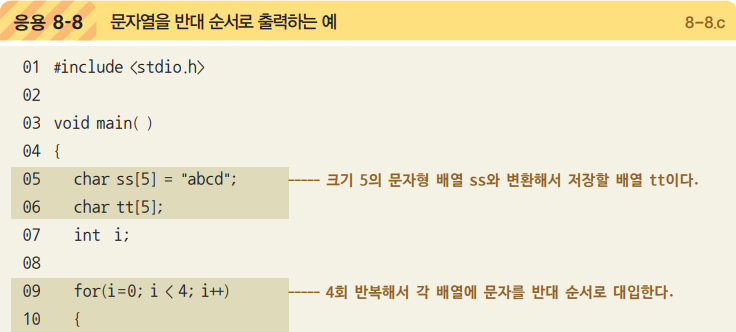 응용 8-8 문자열을 반대 순서로 출력하는 예 8-8.c
01 #include <stdio.h>
02
03 void main( )
04 {
05 char ss[5] = "abcd"; 크기 5의 문자형 배열 ss와 변환해서 저장할 배열 tt이다.
06 char tt[5];
07 int i;
08
09 for(i=0; i < 4; i++) 4회 반복해서 각 배열에 문자를 반대 순서로 대입한다.
10 {